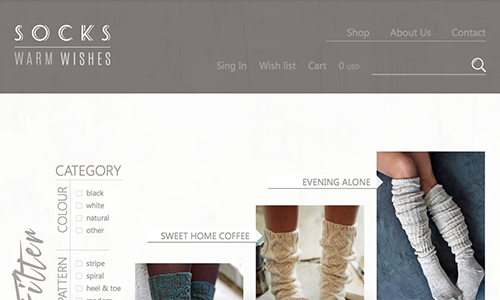 SOCKS
WARM WISHES
Shop About Us Contact
Sing In Wish list Cart 0 USD
CATEGORY
COLOUR
black
white
natural
other
Filter
PATTERN
stripe
spiral
heel & toe
EVENING ALONE
SWEET HOME COFFEE